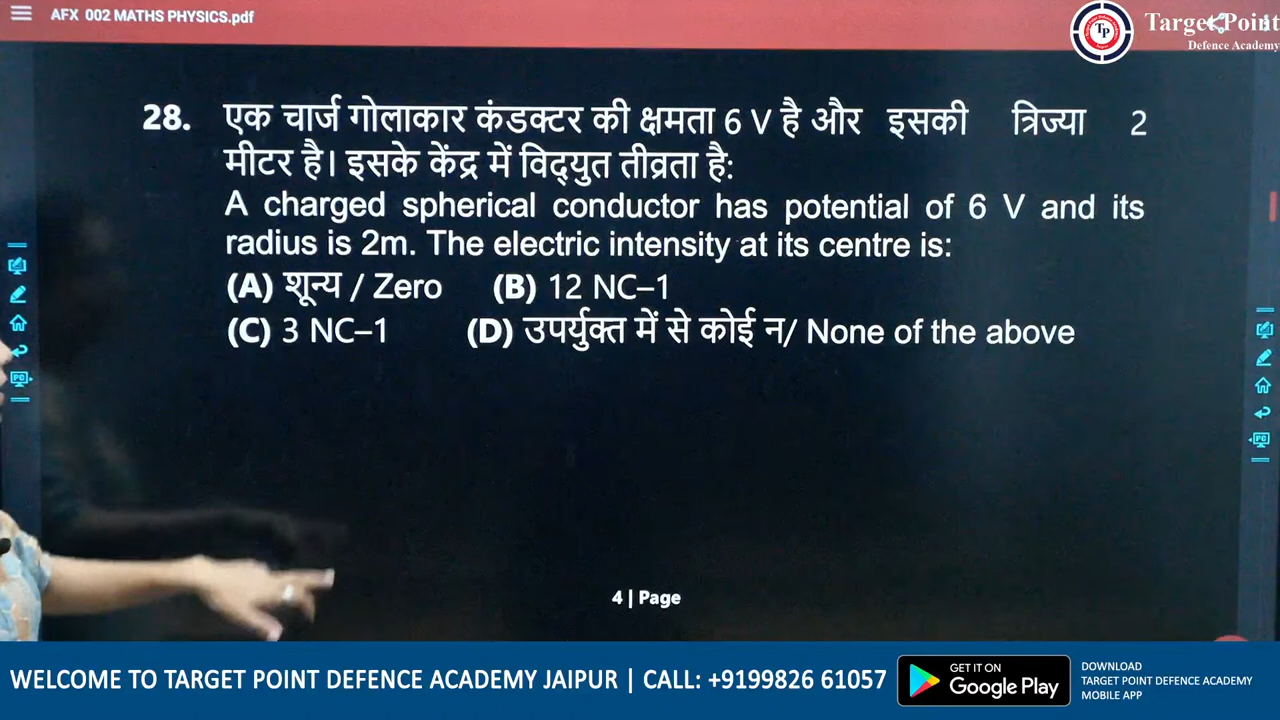 AFX 002 MATHS PHYSICS.pdf
Target Point
Defence Academy
28. एक चार्ज गोलाकार कंडक्टर की क्षमता 6 V है और इसकी त्रिज्या 2
मीटर है। इसके केंद्र में विद्युत तीव्रता है:
A charged spherical conductor has potential of 6 V and its
radius is 2m. The electric intensity at its centre is:
(A) शून्य / Zero (B) 12 NC–1
(C) 3 NC–1 (D) उपर्युक्त में से कोई न/ None of the above
4 | Page
WELCOME TO TARGET POINT DEFENCE ACADEMY JAIPUR | CALL: +919982661057
GET IT ON
Google Play
DOWNLOAD
TARGET POINT DEFENCE ACADEMY
MOBILE APP